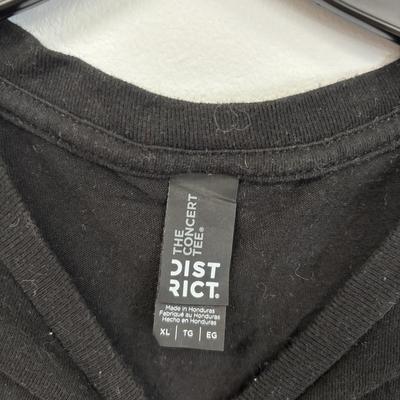 THE
CONCERT
TEE®
DIST
RICT®
Made in Honduras
Fabriqué au Honduras
Hecho en Honduras
XL | TG | EG